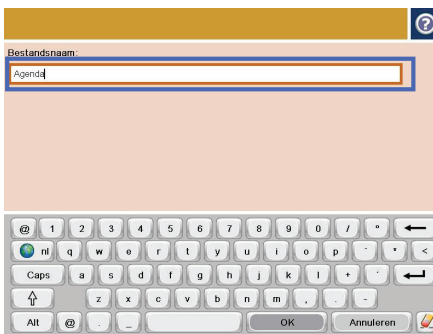 ?
Bestandsnaam:
Agenda
@ 1 2 3 4 5 6 7 8 9 0 / °
nl q w e r t y u i o p ¨ * <
Caps a s d f g h j k l + ´
z x c v b n m , . -
Alt @ . _ OK Annuleren